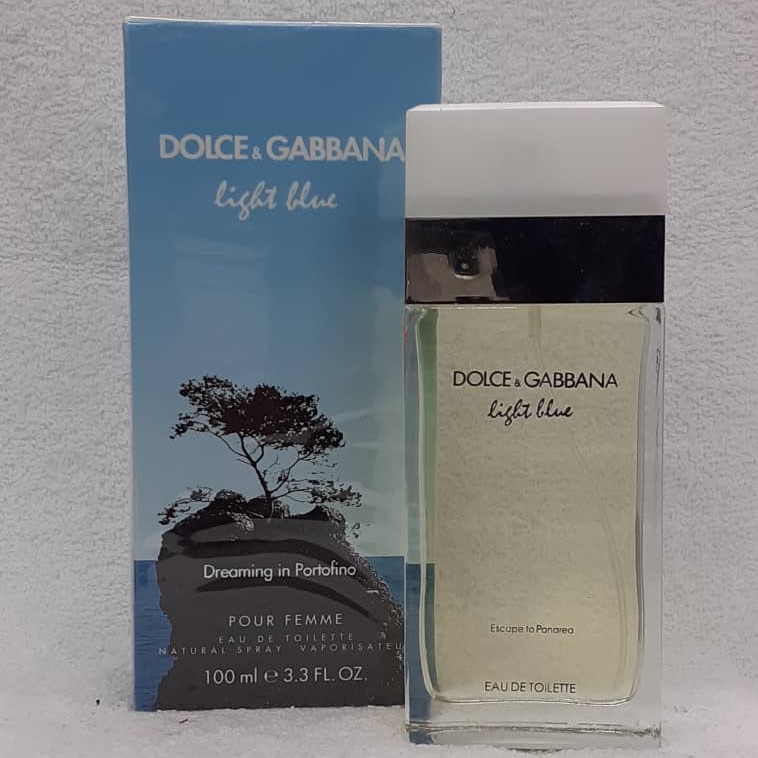 DOLCE & GABBANA
light blue
Dreaming in Portofino
POUR FEMME
EAU DE TOILETTE
NATURAL SPRAY VAPORISATEU
100 ml e 3.3 FL. OZ.
DOLCE & GABBANA
light blue
Escape to Panarea
EAU DE TOILETTE